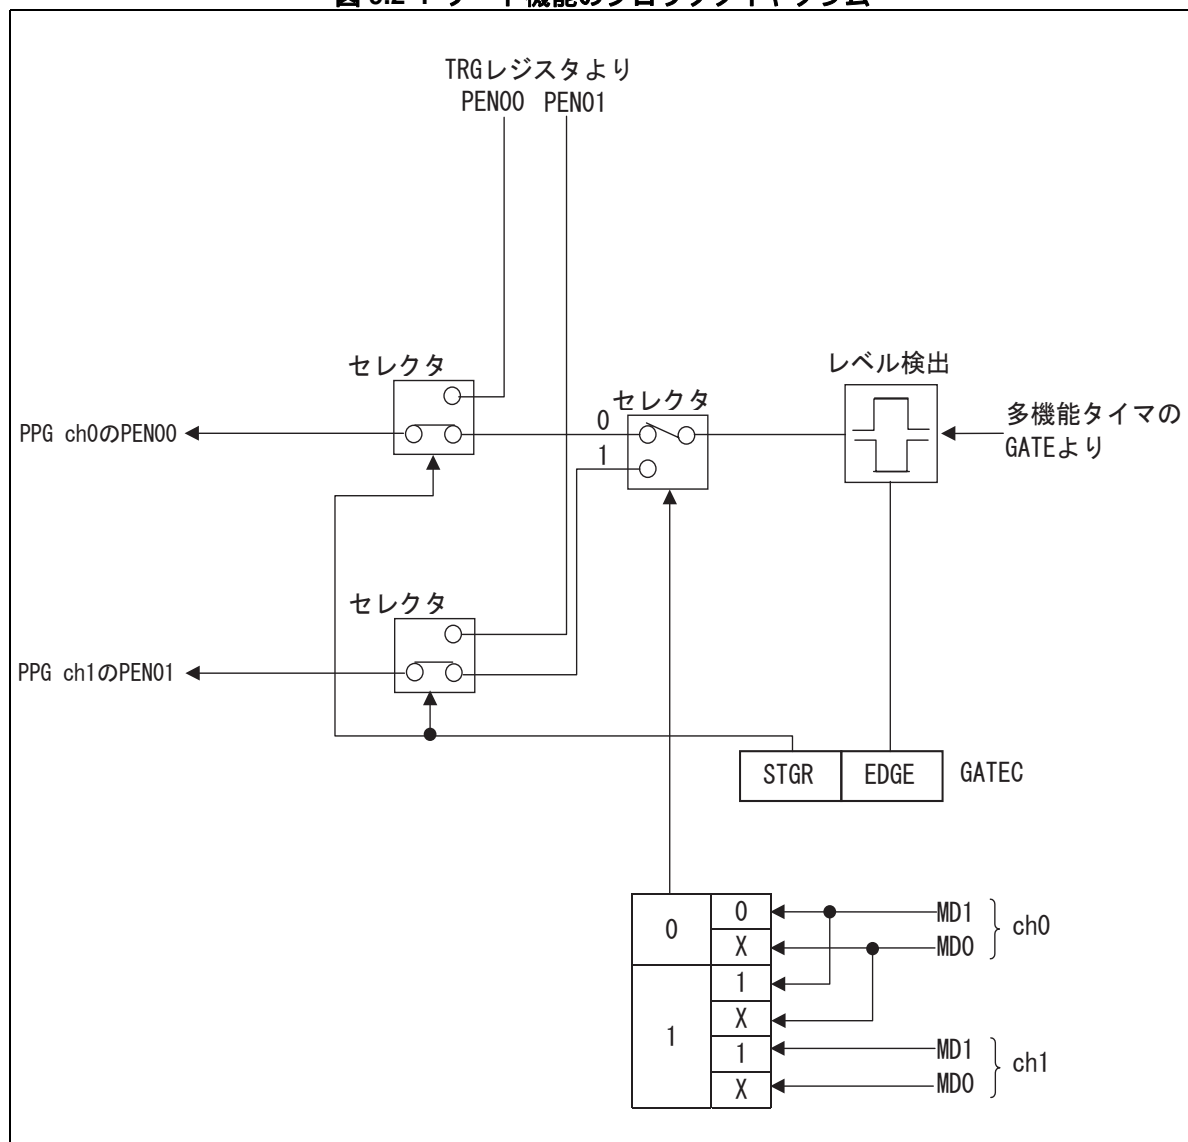 TRGレジスタより
PEN00 PEN01
セレクタ
レベル検出
セレクタ
0
1
多機能タイマの
GATEより
PPG ch0のPEN00
セレクタ
PPG ch1のPEN01
STGR EDGE GATEC
0 0 MD1
X MD0 ch0
1 1
X
1 MD1
X MD0 ch1